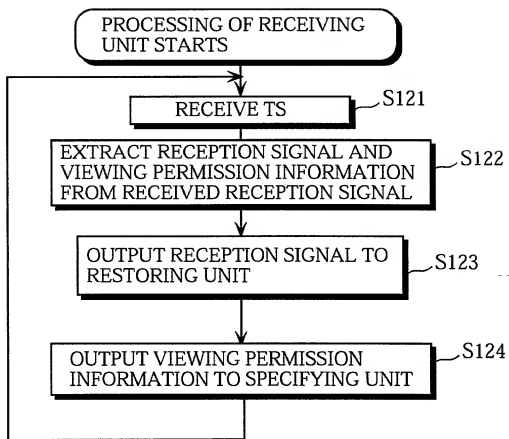 PROCESSING OF RECEIVING
UNIT STARTS
RECEIVE TS
S121
EXTRACT RECEPTION SIGNAL AND
VIEWING PERMISSION INFORMATION
FROM RECEIVED RECEPTION SIGNAL
S122
OUTPUT RECEPTION SIGNAL TO
RESTORING UNIT
S123
OUTPUT VIEWING PERMISSION
INFORMATION TO SPECIFYING UNIT
S124